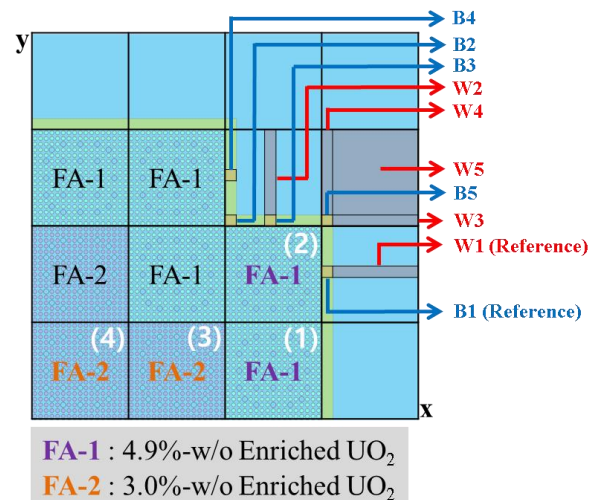 B4
y
B2
B3
W2
W4
FA-1 FA-1 W5
B5
W3
(2)
FA-2 FA-1 FA-1 W1 (Reference)
B1 (Reference)
(4) (3) (1)
FA-2 FA-2 FA-1
x
FA-1 : 4.9%-w/o Enriched UO₂
FA-2 : 3.0%-w/o Enriched UO₂